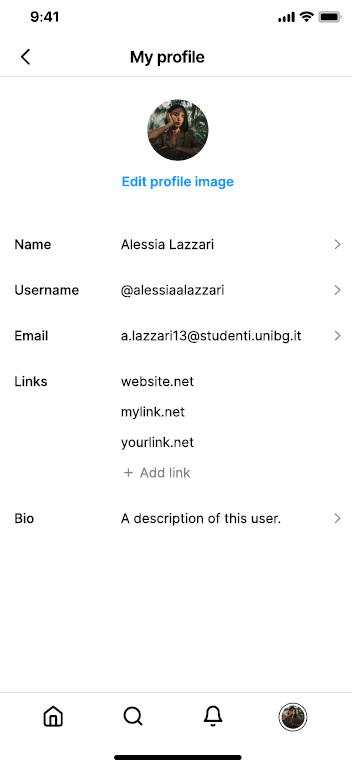 9:41
My profile
Edit profile image
Name Alessia Lazzari
Username @alessiaalazzari
Email a.lazzari13@studenti.unibg.it
Links website.net
mylink.net
yourlink.net
+ Add link
Bio A description of this user.